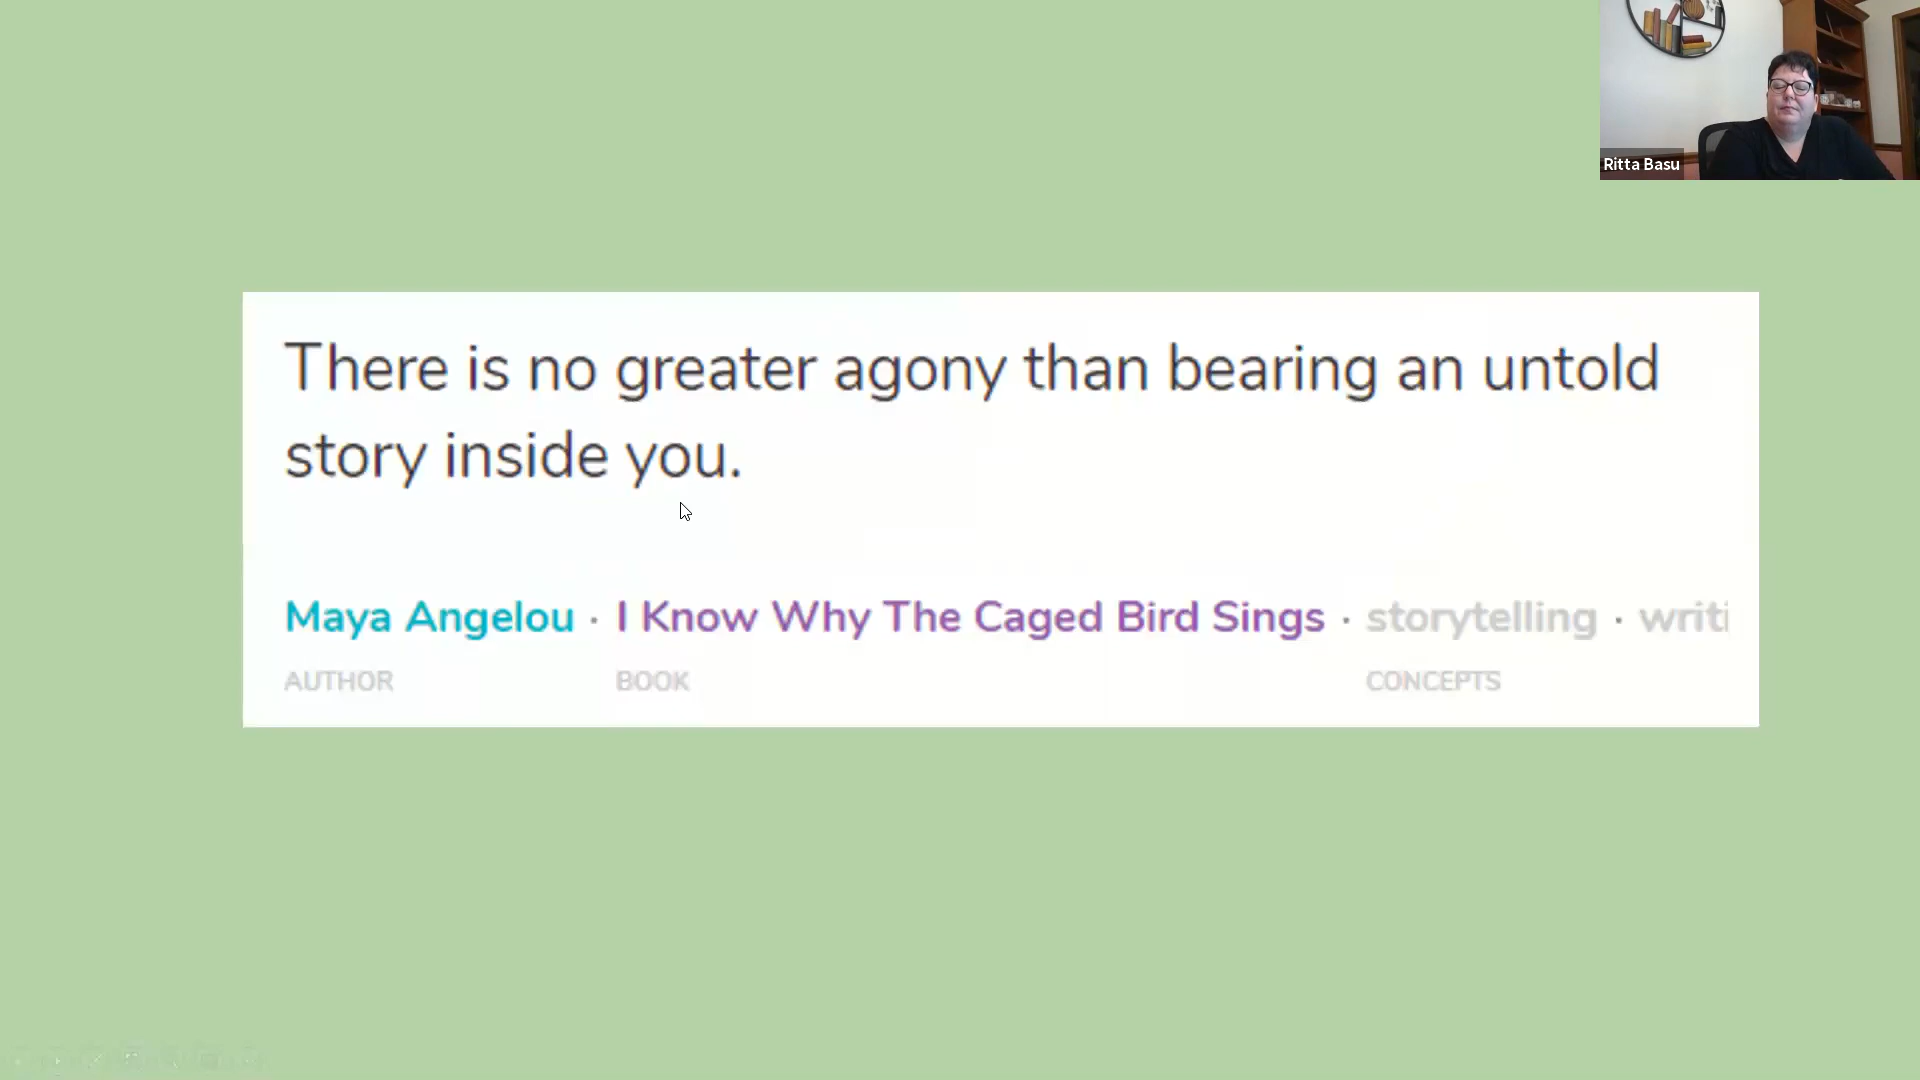 Ritta Basu
There is no greater agony than bearing an untold
story inside you.
Maya Angelou · I Know Why The Caged Bird Sings · storytelling · writi
AUTHOR BOOK CONCEPTS